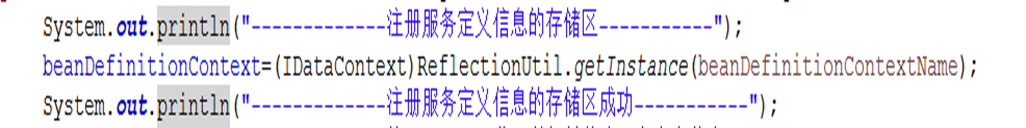 System.out.println("-------------注册服务定义信息的存储区-----------");
beanDefinitionContext=(IDataContext)ReflectionUtil.getInstance(beanDefinitionContextName);
System.out.println("-------------注册服务定义信息的存储区成功-----------");